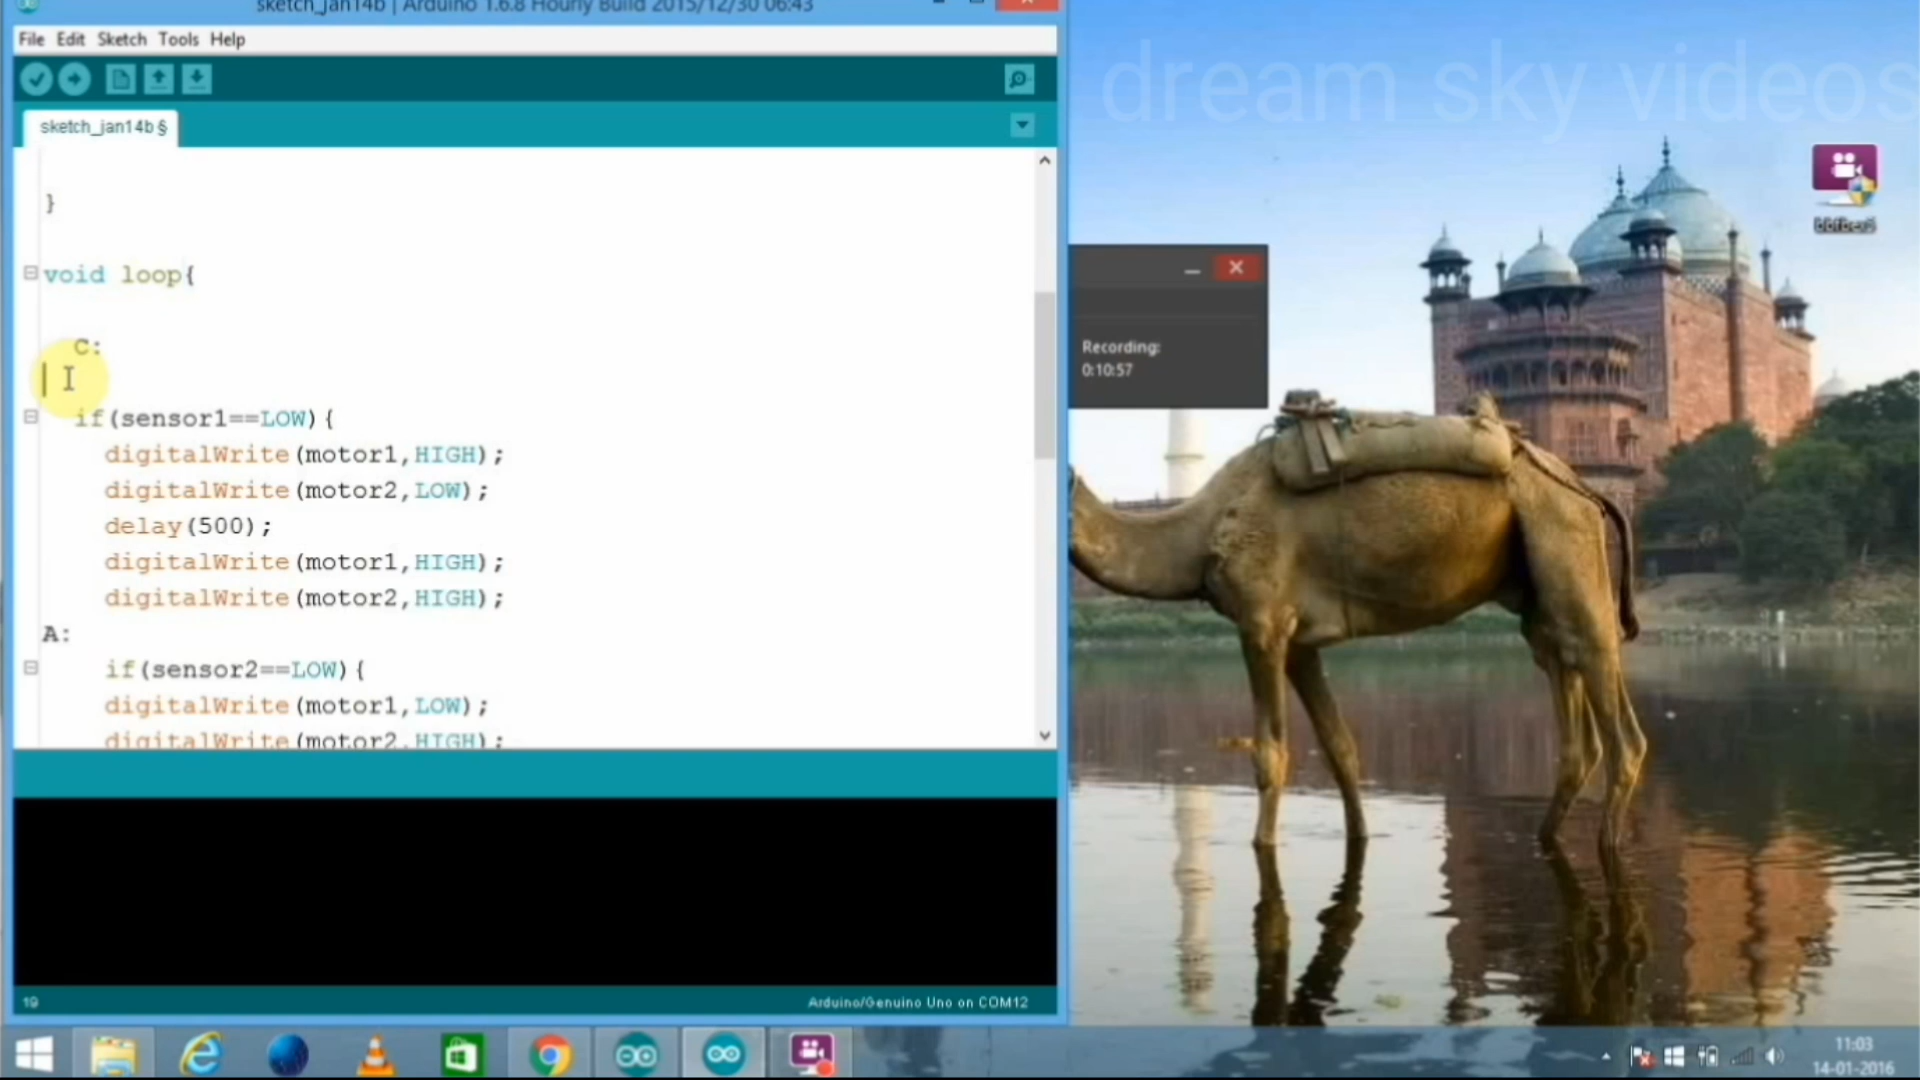 sketch_jan14b | Arduino 1.6.8 Hourly Build 2015/12/30 06:43
File Edit Sketch Tools Help
dream sky videos
sketch_jan14b §
}
void loop{
C:
if(sensor1==LOW){
digitalWrite(motor1,HIGH);
digitalWrite(motor2,LOW);
delay(500);
digitalWrite(motor1,HIGH);
digitalWrite(motor2,HIGH);
A:
if(sensor2==LOW){
digitalWrite(motor1,LOW);
digitalWrite(motor2,HIGH);
Recording:
0:10:57
19
Arduino/Genuino Uno on COM12
11:03
14-01-2016